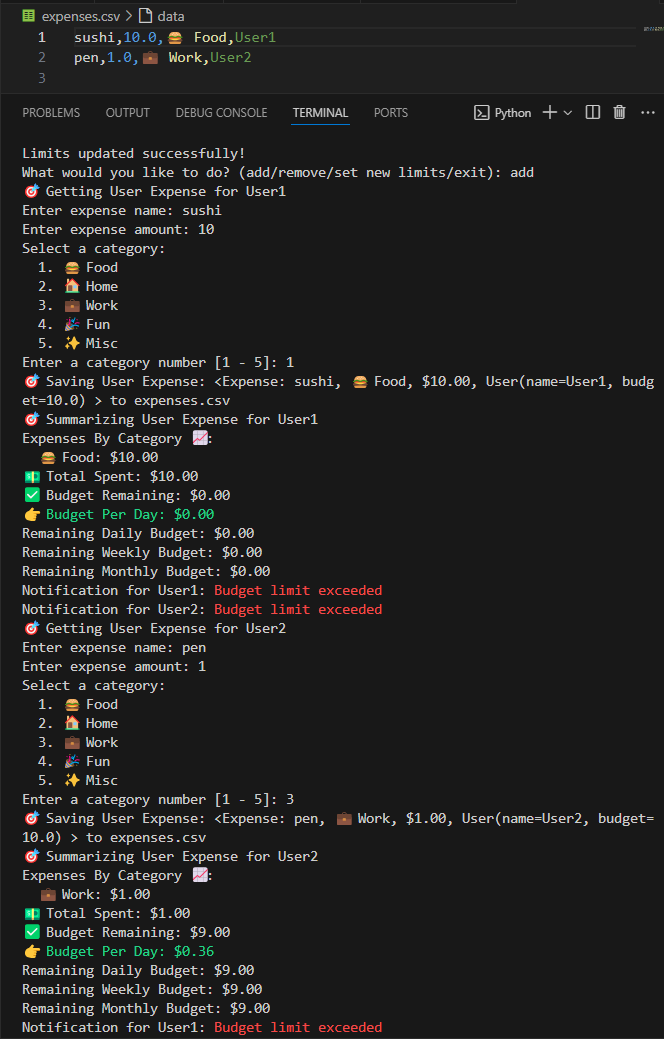 expenses.csv > data
1 sushi,10.0,🍔 Food,User1
2 pen,1.0,💼 Work,User2
3
PROBLEMS OUTPUT DEBUG CONSOLE TERMINAL PORTS Python
Limits updated successfully!
What would you like to do? (add/remove/set new limits/exit): add
🎯 Getting User Expense for User1
Enter expense name: sushi
Enter expense amount: 10
Select a category:
1. 🍔 Food
2. 🏠 Home
3. 💼 Work
4. 🎉 Fun
5. ✨ Misc
Enter a category number [1 - 5]: 1
🎯 Saving User Expense: <Expense: sushi, 🍔 Food, $10.00, User(name=User1, budg
et=10.0) > to expenses.csv
🎯 Summarizing User Expense for User1
Expenses By Category 📈:
🍔 Food: $10.00
💵 Total Spent: $10.00
✅ Budget Remaining: $0.00
👉 Budget Per Day: $0.00
Remaining Daily Budget: $0.00
Remaining Weekly Budget: $0.00
Remaining Monthly Budget: $0.00
Notification for User1: Budget limit exceeded
Notification for User2: Budget limit exceeded
🎯 Getting User Expense for User2
Enter expense name: pen
Enter expense amount: 1
Select a category:
1. 🍔 Food
2. 🏠 Home
3. 💼 Work
4. 🎉 Fun
5. ✨ Misc
Enter a category number [1 - 5]: 3
🎯 Saving User Expense: <Expense: pen, 💼 Work, $1.00, User(name=User2, budget=
10.0) > to expenses.csv
🎯 Summarizing User Expense for User2
Expenses By Category 📈:
💼 Work: $1.00
💵 Total Spent: $1.00
✅ Budget Remaining: $9.00
👉 Budget Per Day: $0.36
Remaining Daily Budget: $9.00
Remaining Weekly Budget: $9.00
Remaining Monthly Budget: $9.00
Notification for User1: Budget limit exceeded